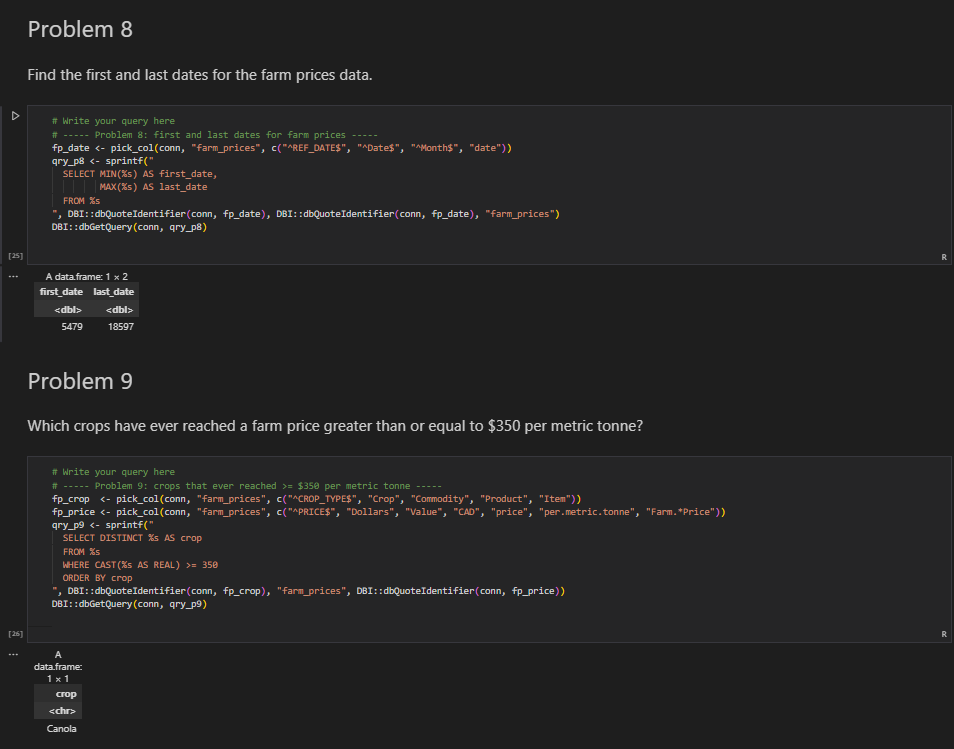 Problem 8
Find the first and last dates for the farm prices data.
# Write your query here
# ----- Problem 8: first and last dates for farm prices -----
fp_date <- pick_col(conn, "farm_prices", c("^REF_DATE$", "^Date$", "^Month$", "date"))
qry_p8 <- sprintf("
SELECT MIN(%s) AS first_date,
MAX(%s) AS last_date
FROM %s
", DBI::dbQuoteIdentifier(conn, fp_date), DBI::dbQuoteIdentifier(conn, fp_date), "farm_prices")
DBI::dbGetQuery(conn, qry_p8)
[25]
R
...
A data.frame: 1 × 2
first_date last_date
<dbl> <dbl>
5479 18597
Problem 9
Which crops have ever reached a farm price greater than or equal to $350 per metric tonne?
# Write your query here
# ----- Problem 9: crops that ever reached >= $350 per metric tonne -----
fp_crop  <- pick_col(conn, "farm_prices", c("^CROP_TYPE$", "Crop", "Commodity", "Product", "Item"))
fp_price <- pick_col(conn, "farm_prices", c("^PRICE$", "Dollars", "Value", "CAD", "price", "per.metric.tonne", "Farm.*Price"))
qry_p9 <- sprintf("
SELECT DISTINCT %s AS crop
FROM %s
WHERE CAST(%s AS REAL) >= 350
ORDER BY crop
", DBI::dbQuoteIdentifier(conn, fp_crop), "farm_prices", DBI::dbQuoteIdentifier(conn, fp_price))
DBI::dbGetQuery(conn, qry_p9)
[26]
R
...
A
data.frame:
1 × 1
crop
<chr>
Canola